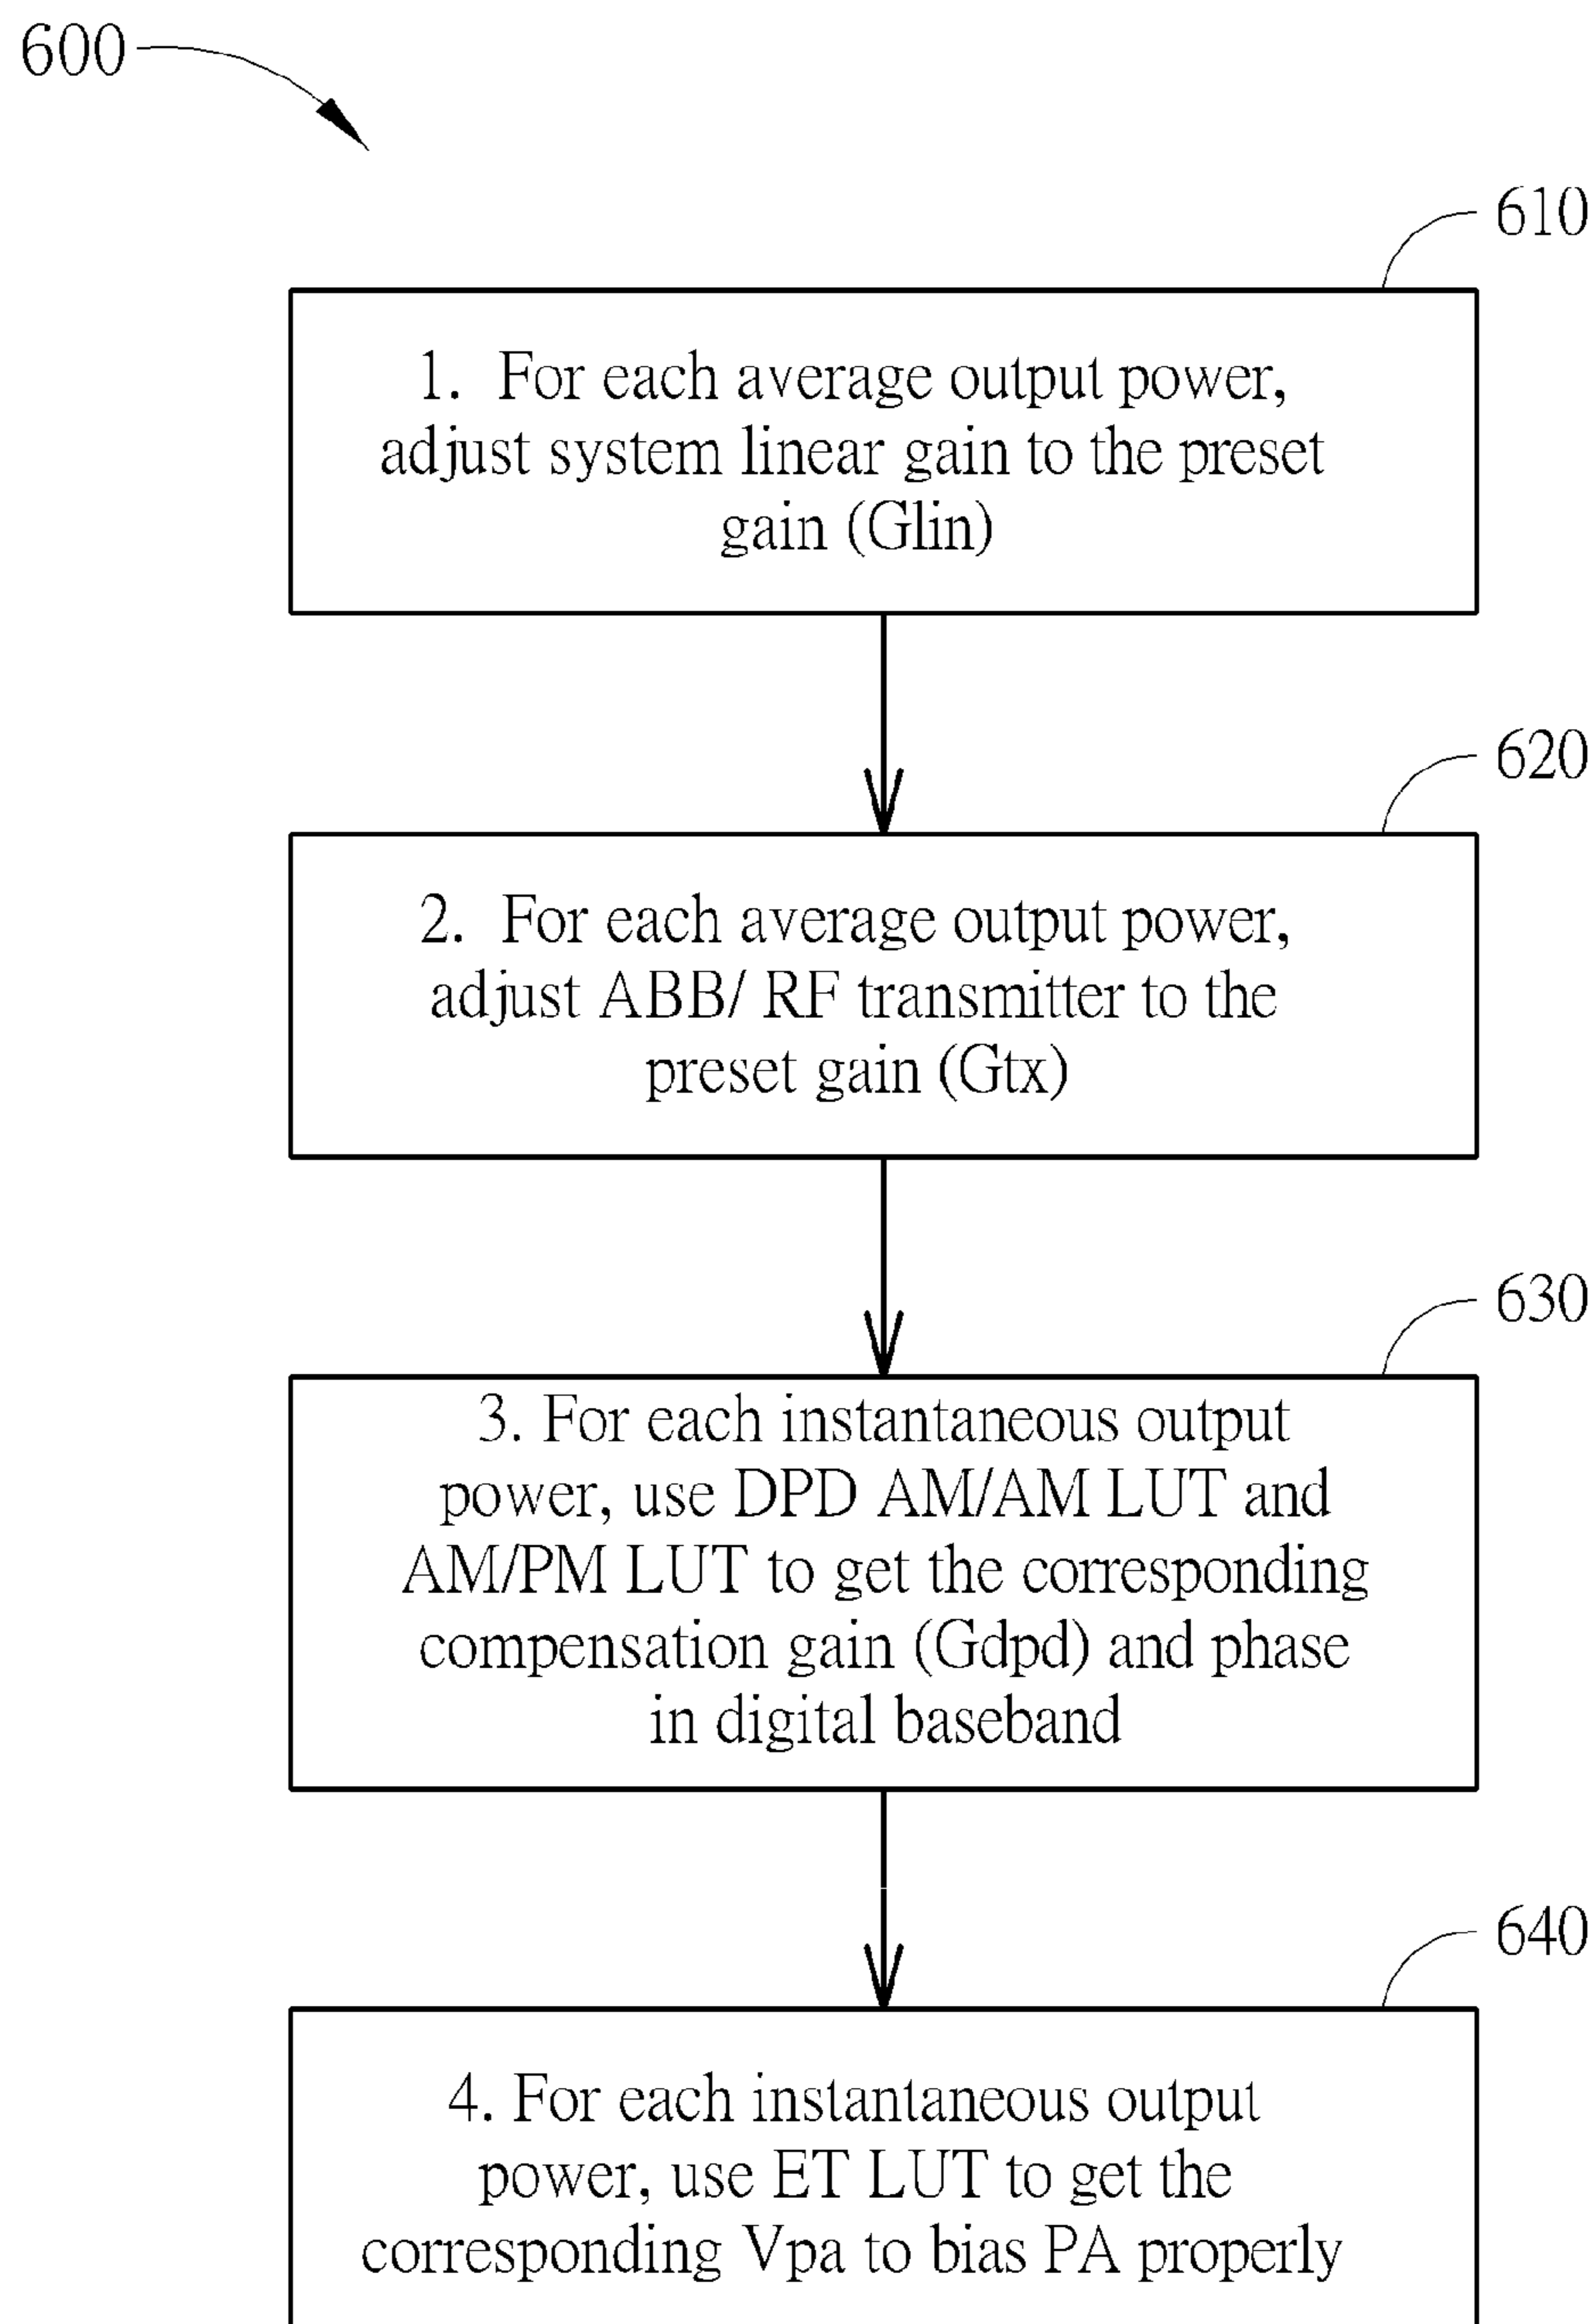 600
610
1. For each average output power,
adjust system linear gain to the preset
gain (Glin)
620
2. For each average output power,
adjust ABB/ RF transmitter to the
preset gain (Gtx)
630
3. For each instantaneous output
power, use DPD AM/AM LUT and
AM/PM LUT to get the corresponding
compensation gain (Gdpd) and phase
in digital baseband
640
4. For each instantaneous output
power, use ET LUT to get the
corresponding Vpa to bias PA properly